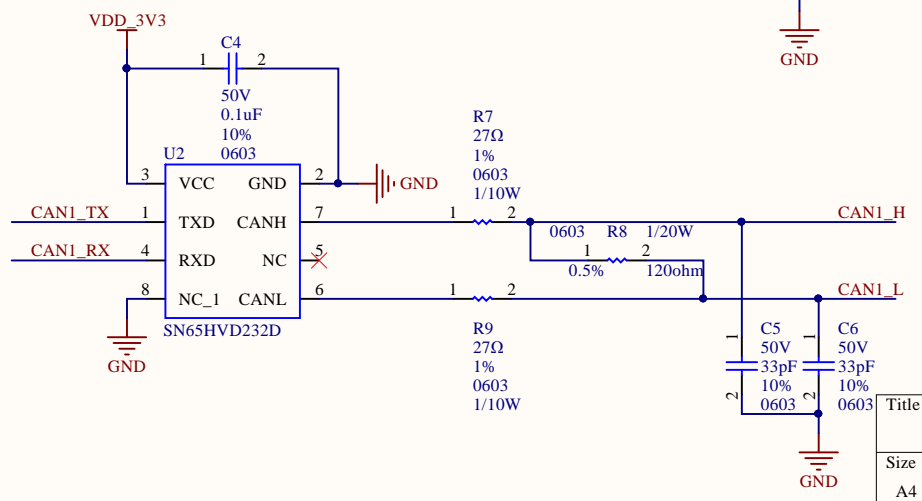 VDD_3V3
C4
1
2
50V
0.1uF
10%
0603
GND
R7
27Ω
1%
0603
1/10W
U2
3
VCC
GND
2
GND
CAN1_TX
1
TXD
CANH
7
1
2
CAN1_H
0603
R8
1/20W
CAN1_RX
4
RXD
NC
5
1
2
0.5%
120ohm
8
NC_1
CANL
6
1
2
CAN1_L
SN65HVD232D
GND
R9
27Ω
1%
0603
1/10W
1
C5
50V
33pF
10%
0603
2
1
C6
50V
33pF
10%
0603
2
GND
Title
Size
A4